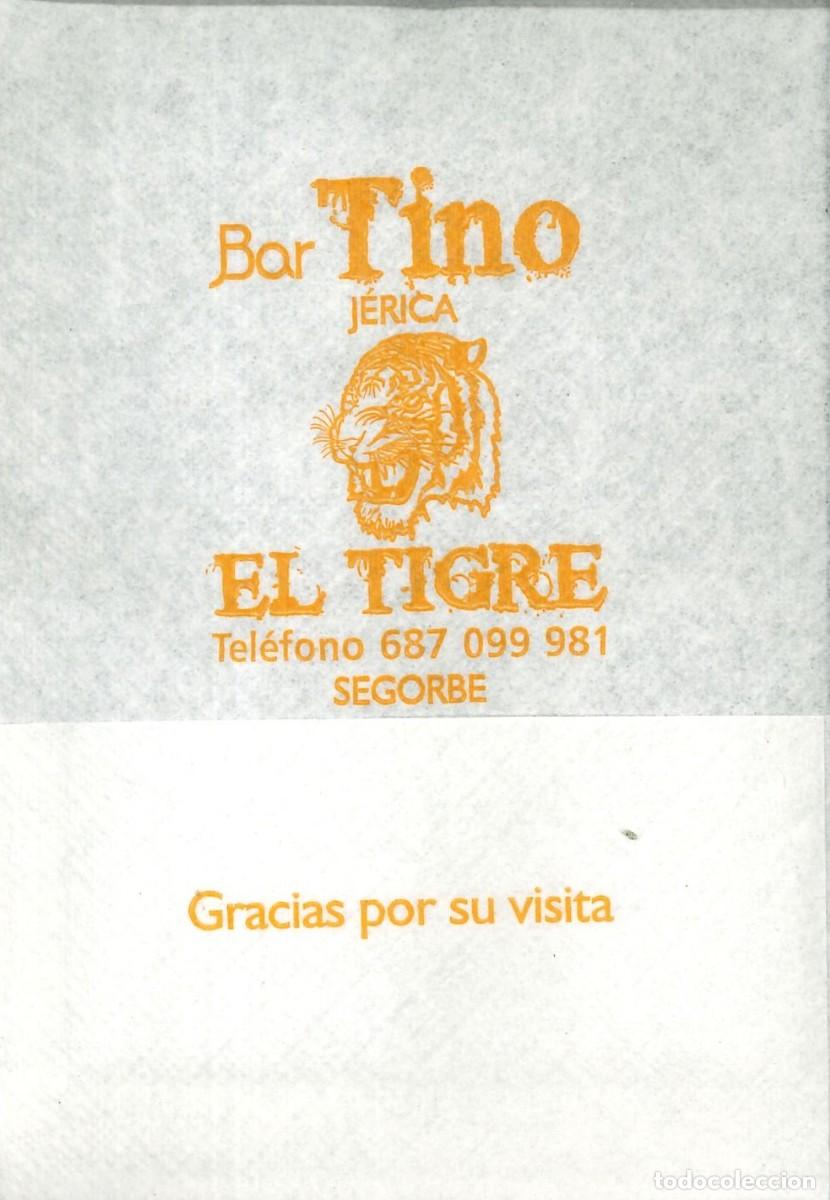 Bar Tino
JÉRICA
EL TIGRE
Teléfono 687 099 981
SEGORBE
Gracias por su visita
todocoleccion